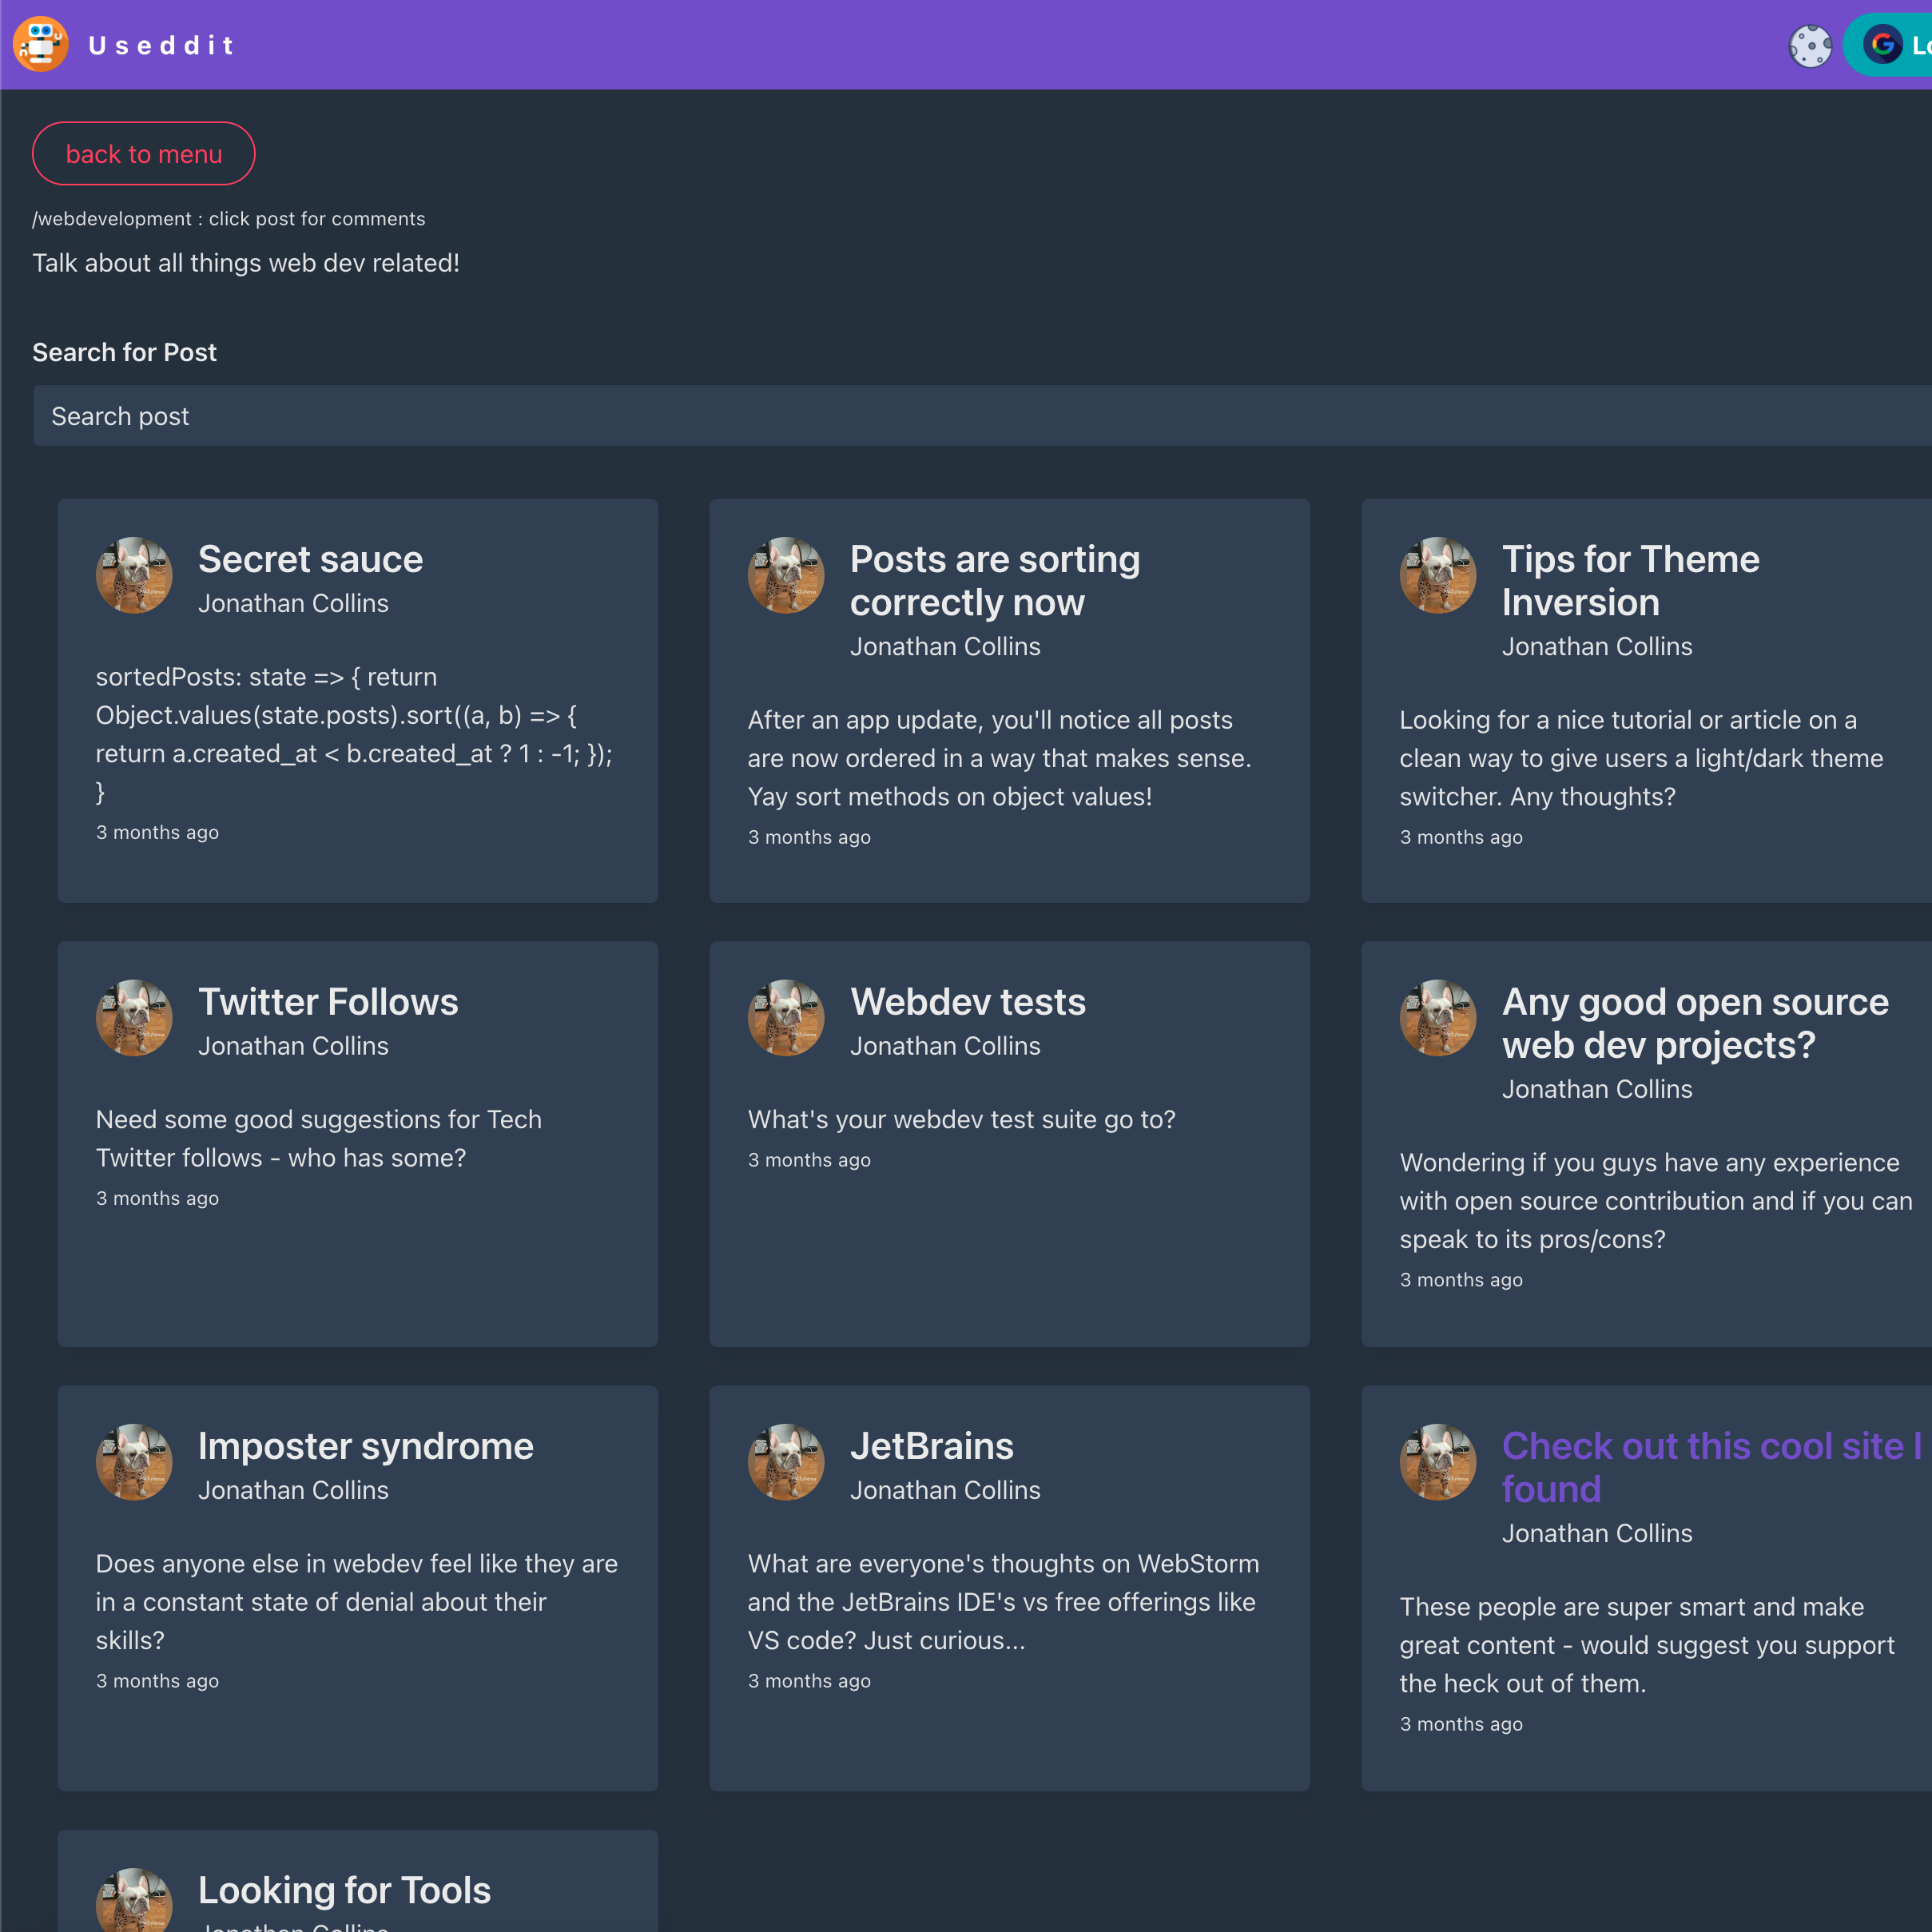 Useddit
back to menu
/webdevelopment : click post for comments
Talk about all things web dev related!
Search for Post
Search post
Secret sauce
Jonathan Collins
sortedPosts: state => { return
Object.values(state.posts).sort((a, b) => {
return a.created_at < b.created_at ? 1 : -1; });
}
3 months ago
Posts are sorting
correctly now
Jonathan Collins
After an app update, you'll notice all posts
are now ordered in a way that makes sense.
Yay sort methods on object values!
3 months ago
Tips for Theme
Inversion
Jonathan Collins
Looking for a nice tutorial or article on a
clean way to give users a light/dark theme
switcher. Any thoughts?
3 months ago
Twitter Follows
Jonathan Collins
Need some good suggestions for Tech
Twitter follows - who has some?
3 months ago
Webdev tests
Jonathan Collins
What's your webdev test suite go to?
3 months ago
Any good open source
web dev projects?
Jonathan Collins
Wondering if you guys have any experience
with open source contribution and if you can
speak to its pros/cons?
3 months ago
Imposter syndrome
Jonathan Collins
Does anyone else in webdev feel like they are
in a constant state of denial about their
skills?
3 months ago
JetBrains
Jonathan Collins
What are everyone's thoughts on WebStorm
and the JetBrains IDE's vs free offerings like
VS code? Just curious...
3 months ago
Check out this cool site I
found
Jonathan Collins
These people are super smart and make
great content - would suggest you support
the heck out of them.
3 months ago
Looking for Tools
Jonathan Collins